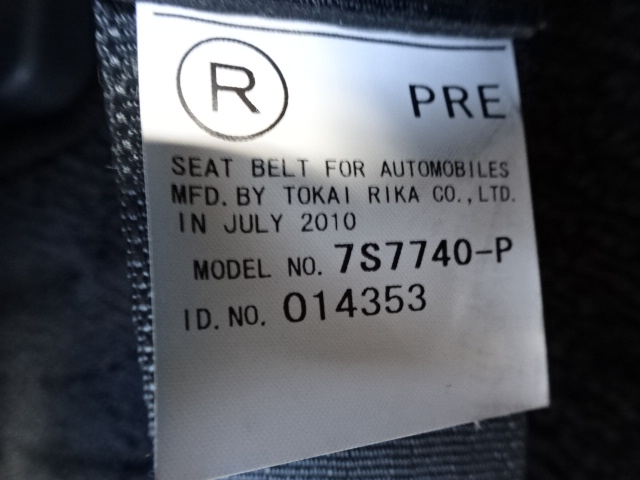 R PRE
SEAT BELT FOR AUTOMOBILES
MFD. BY TOKAI RIKA CO., LTD.
IN JULY 2010
MODEL NO. 7S7740-P
ID. NO. 014353